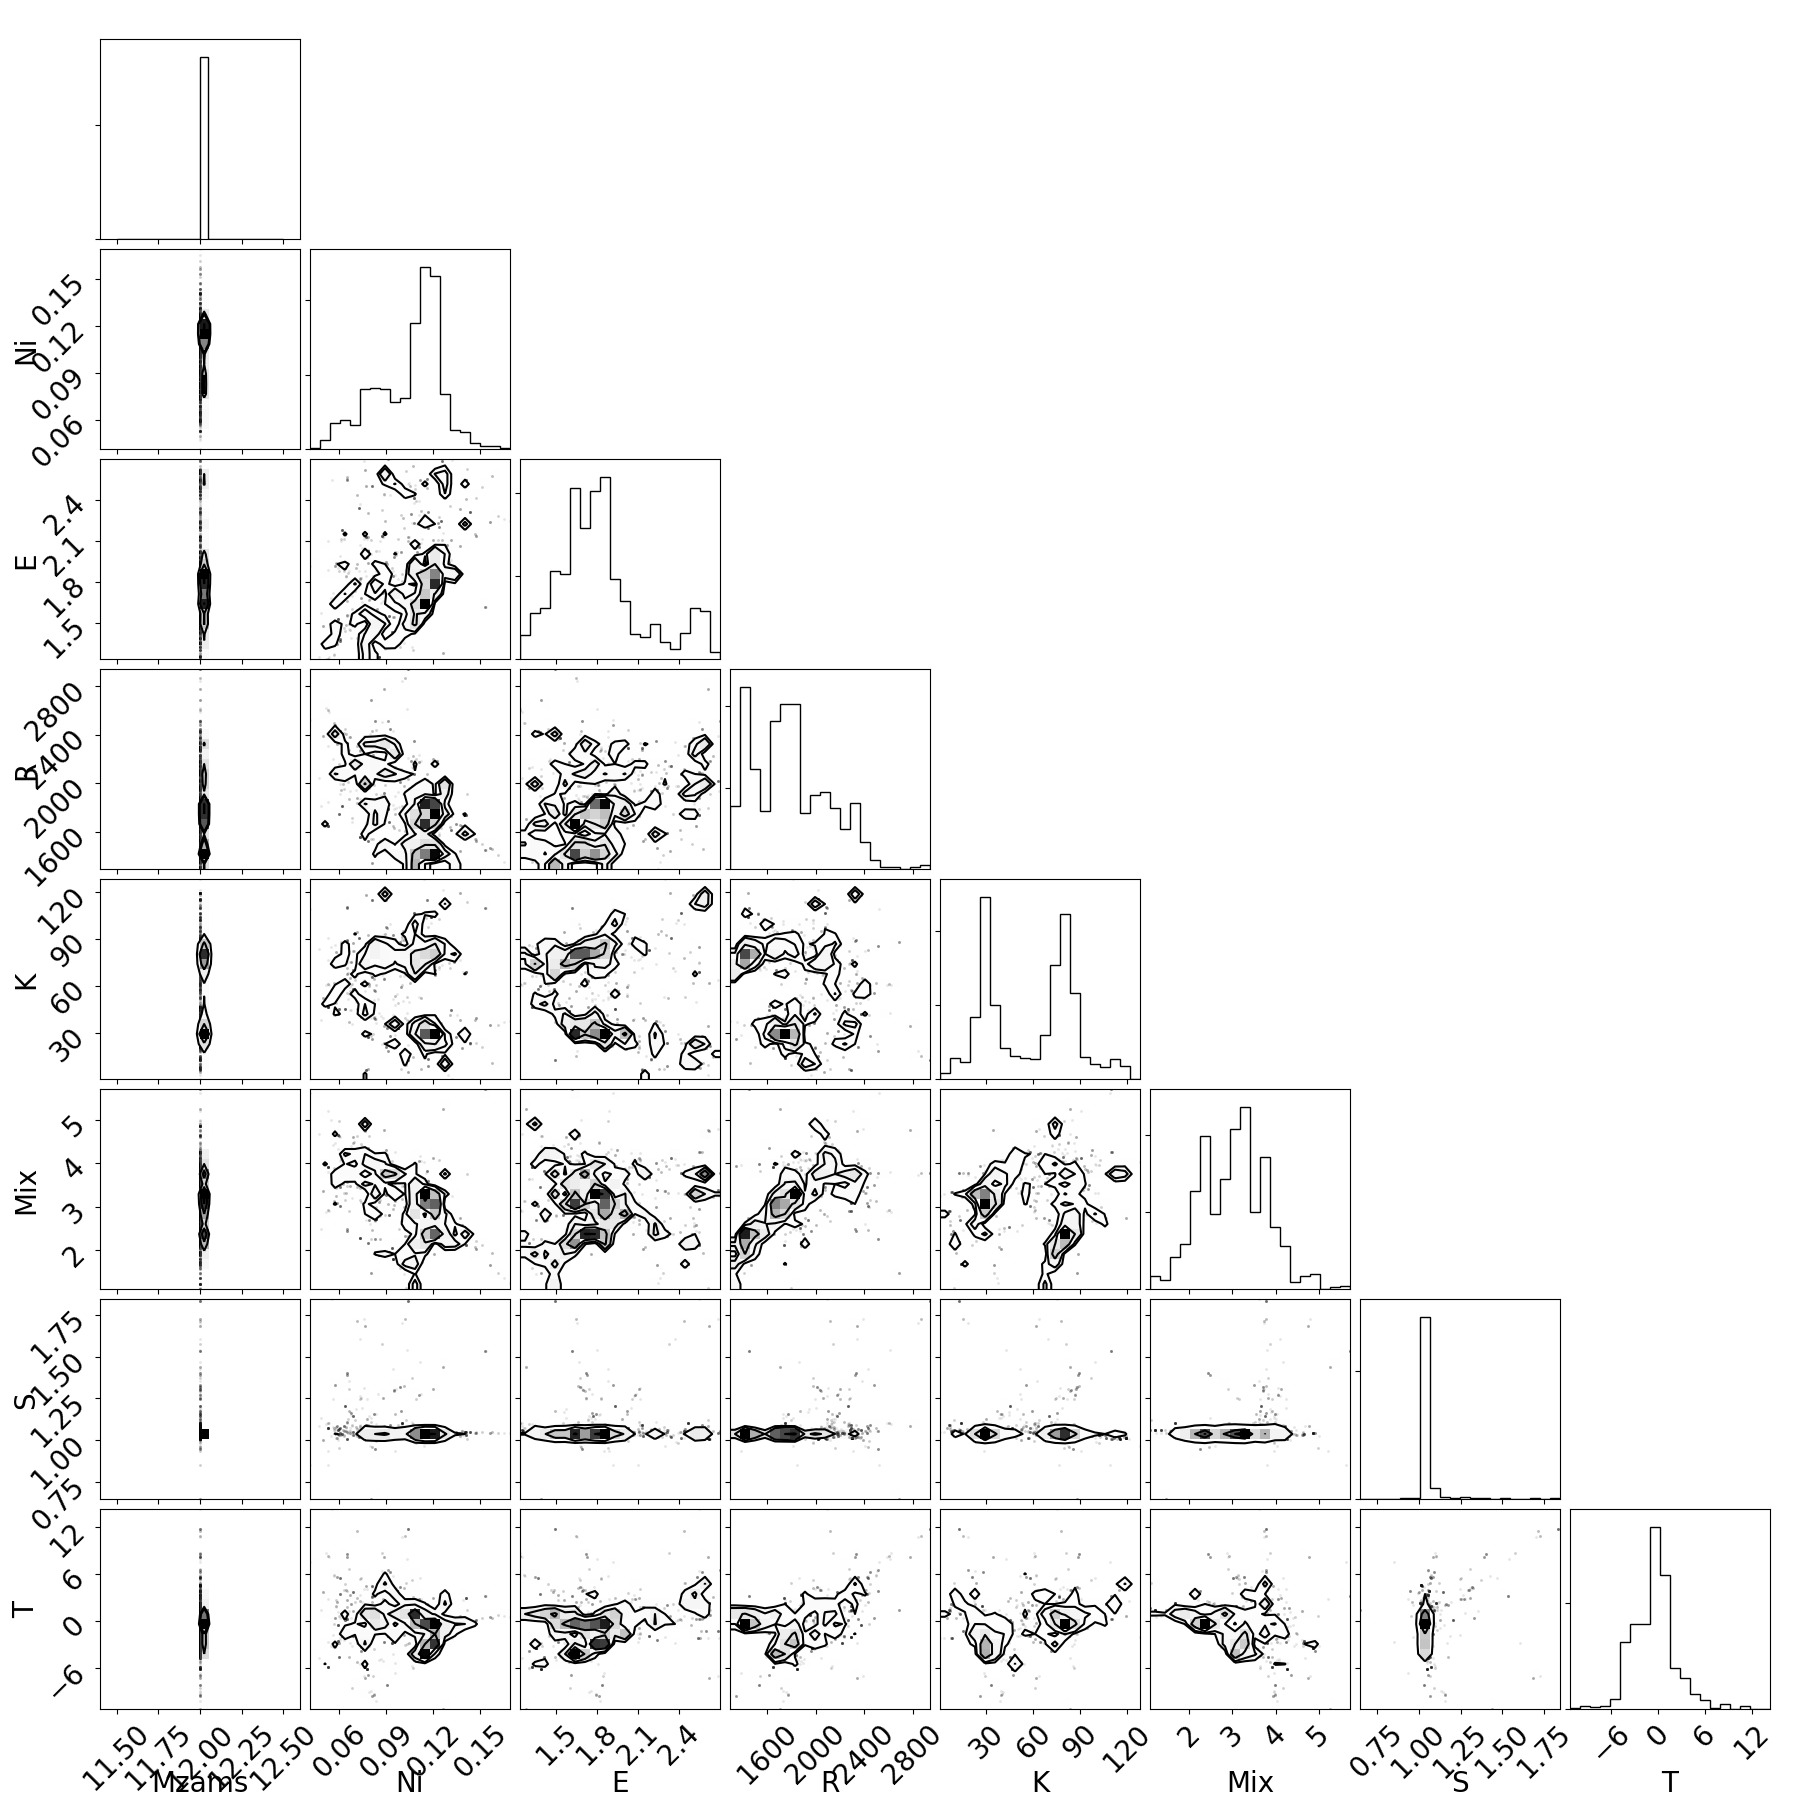 0.15
0.12
0.09
0.06
Ni
2.4
2.1
1.8
1.5
E
2800
2400
2000
1600
R
120
90
60
30
K
5
4
3
2
Mix
1.75
1.50
1.25
1.00
0.75
S
12
6
0
−6
T
11.50 11.75 12.00 12.25 12.50
Mzams
0.06 0.09 0.12 0.15
Ni
1.5 1.8 2.1 2.4
E
1600 2000 2400 2800
R
30 60 90 120
K
2 3 4 5
Mix
0.75 1.00 1.25 1.50 1.75
S
−6 0 6 12
T